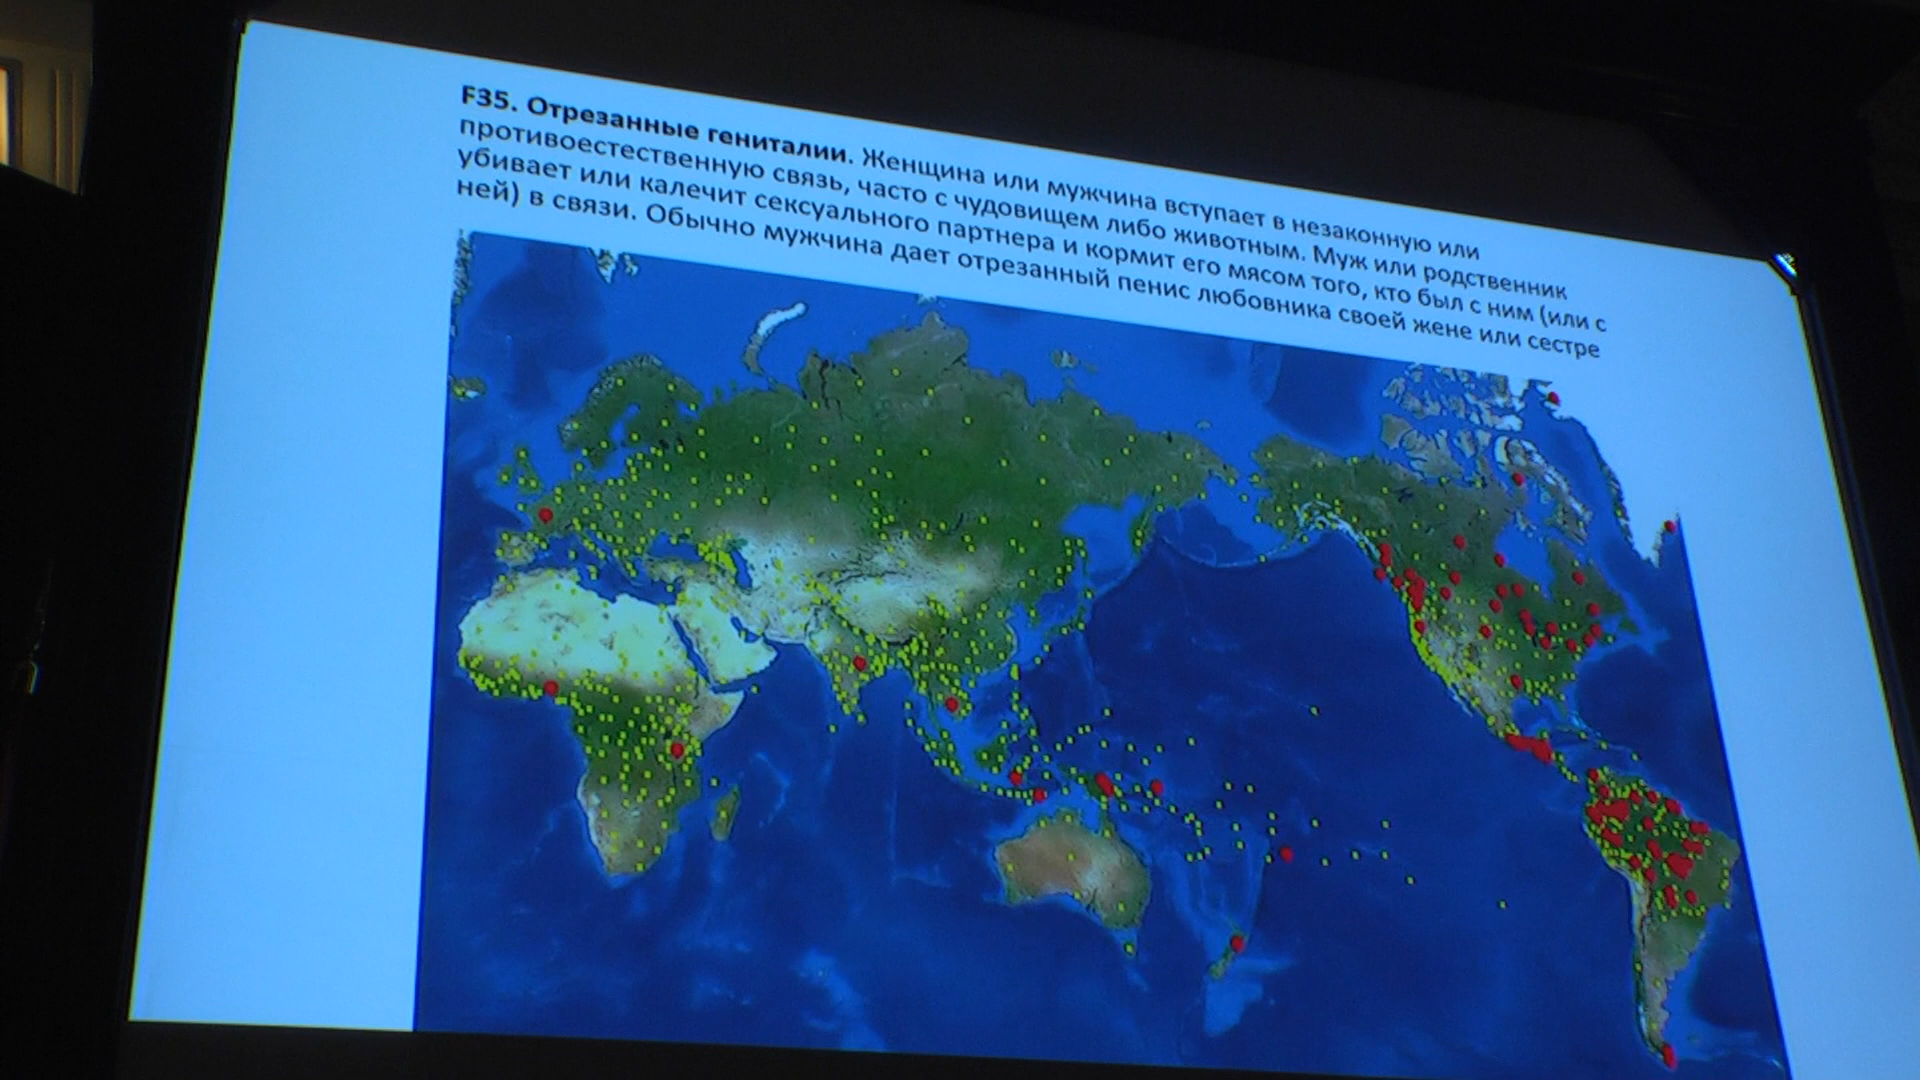 F35. Отрезанные гениталии. Женщина или мужчина вступает в незаконную или
противоестественную связь, часто с чудовищем либо животным. Муж или родственник
убивает или калечит сексуального партнера и кормит его мясом того, кто был с ним (или с
ней) в связи. Обычно мужчина дает отрезанный пенис любовника своей жене или сестре